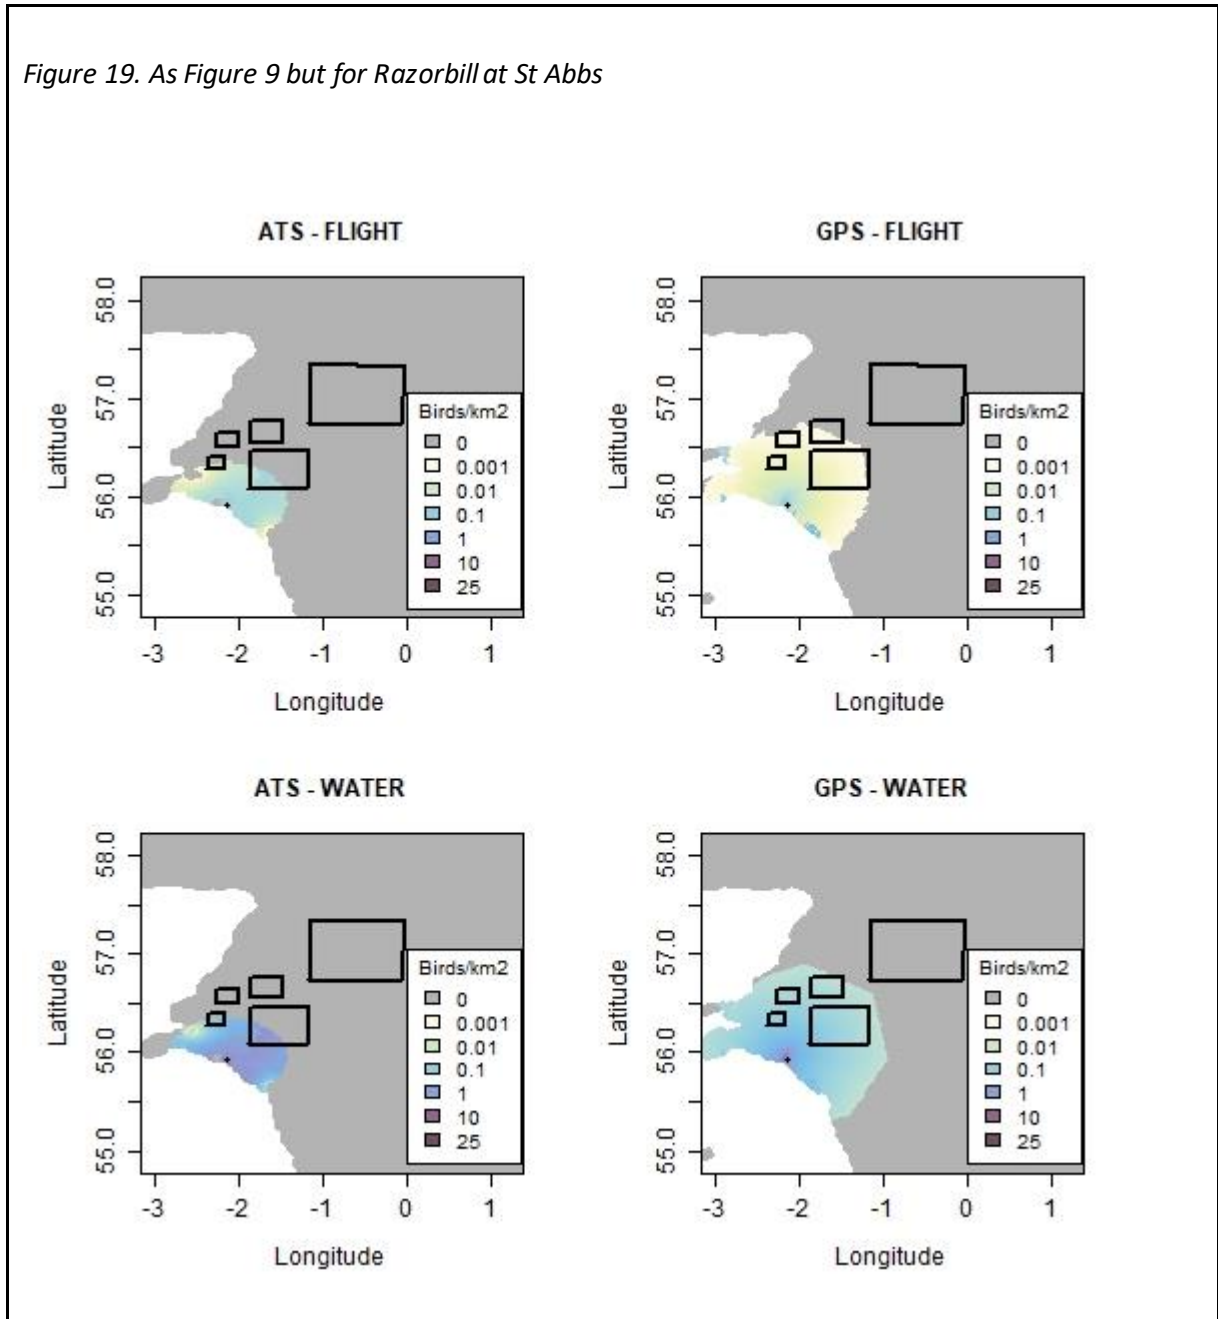 Figure 19. As Figure 9 but for Razorbill at St Abbs
ATS - FLIGHT
58.0
57.0
56.0
55.0
Latitude
Birds/km2
0
0.001
0.01
0.1
1
10
25
-3 -2 -1 0 1
Longitude
GPS - FLIGHT
58.0
57.0
56.0
55.0
Latitude
Birds/km2
0
0.001
0.01
0.1
1
10
25
-3 -2 -1 0 1
Longitude
ATS - WATER
58.0
57.0
56.0
55.0
Latitude
Birds/km2
0
0.001
0.01
0.1
1
10
25
-3 -2 -1 0 1
Longitude
GPS - WATER
58.0
57.0
56.0
55.0
Latitude
Birds/km2
0
0.001
0.01
0.1
1
10
25
-3 -2 -1 0 1
Longitude